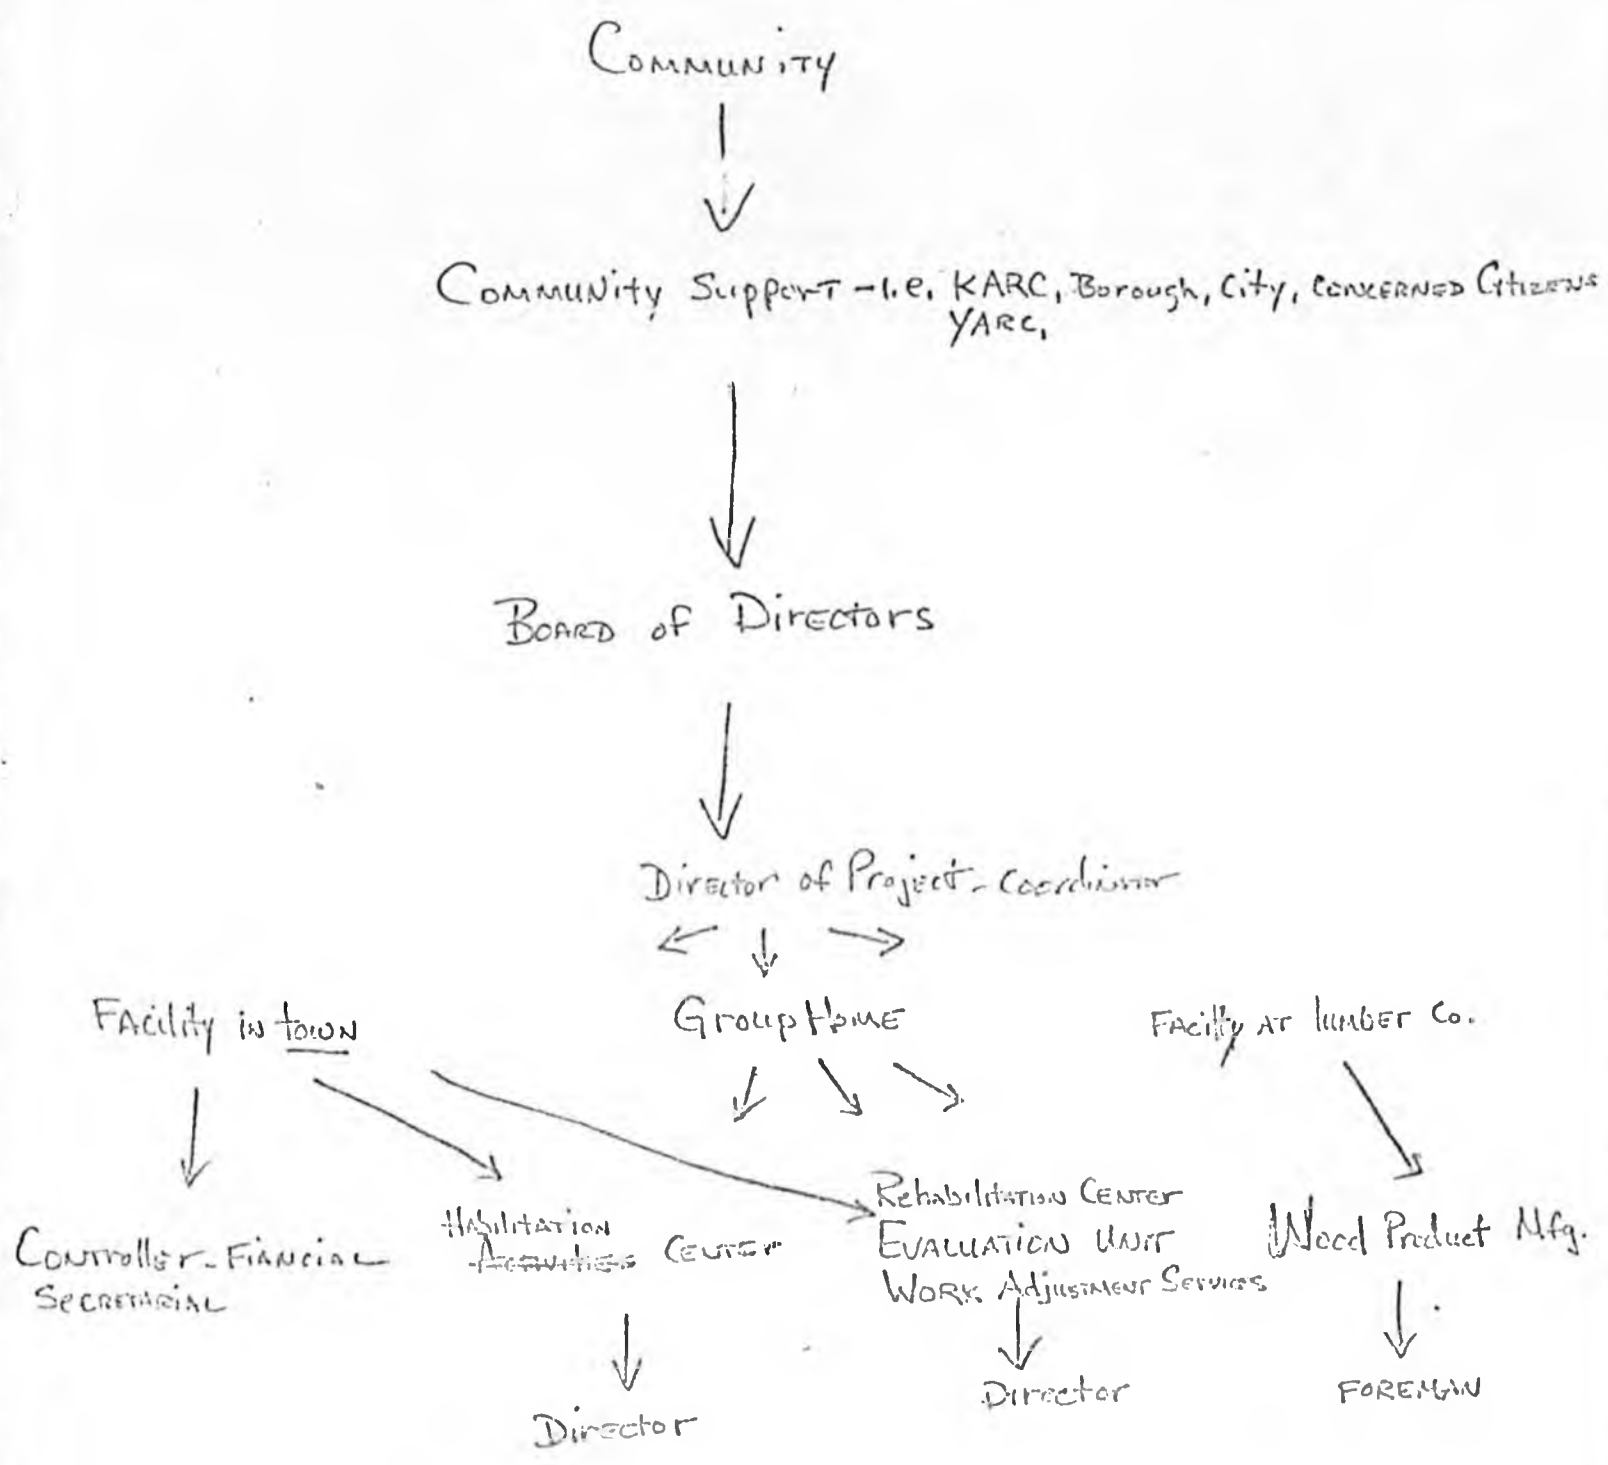 Community
Community Support - i.e. KARC, Borough, City, Concerned Citizens
YARC,
Board of Directors
Director of Project - Coordinator
Facility in town
Group Home
Facility at lumber Co.
Controller - Fiancial
Secretarial
Habilitation
Activities Center
Rehabilitation Center
Evaluation Unit
Work Adjustment Services
Wood Product Mfg.
Director
Director
Foreman